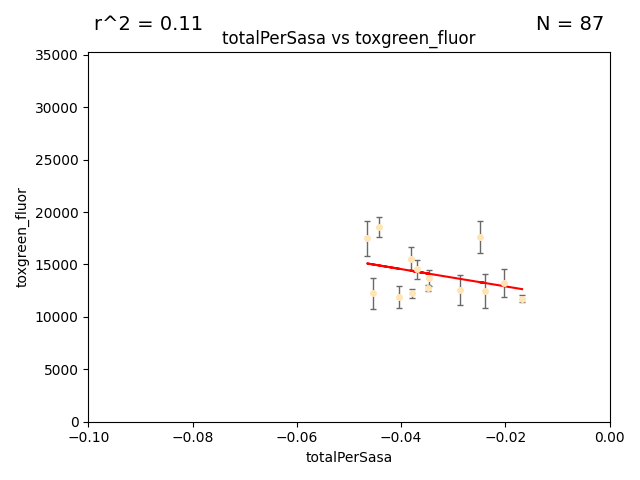 r^2 = 0.11
N = 87
totalPerSasa vs toxgreen_fluor
35000
30000
25000
20000
15000
10000
5000
0
toxgreen_fluor
−0.10
−0.08
−0.06
−0.04
−0.02
0.00
totalPerSasa